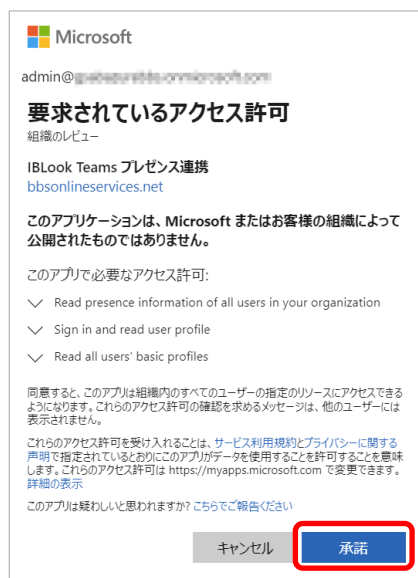 Microsoft
admin@
要求されているアクセス許可
組織のレビュー
IBLook Teams プレゼンス連携
bbsonlineservices.net
このアプリケーションは、Microsoft またはお客様の組織によって
公開されたものではありません。
このアプリで必要なアクセス許可:
Read presence information of all users in your organization
Sign in and read user profile
Read all users' basic profiles
同意すると、このアプリは組織内のすべてのユーザーの指定のリソースにアクセスできる
ようになります。これらのアクセス許可の確認を求めるメッセージは、他のユーザーには
表示されません。
これらのアクセス許可を受け入れることは、サービス利用規約とプライバシーに関する
声明で指定されているとおりにこのアプリがデータを使用することを許可することを意味
します。これらのアクセス許可は https://myapps.microsoft.com で変更できます。
詳細の表示
このアプリは疑わしいと思われますか? こちらでご報告ください
キャンセル
承諾